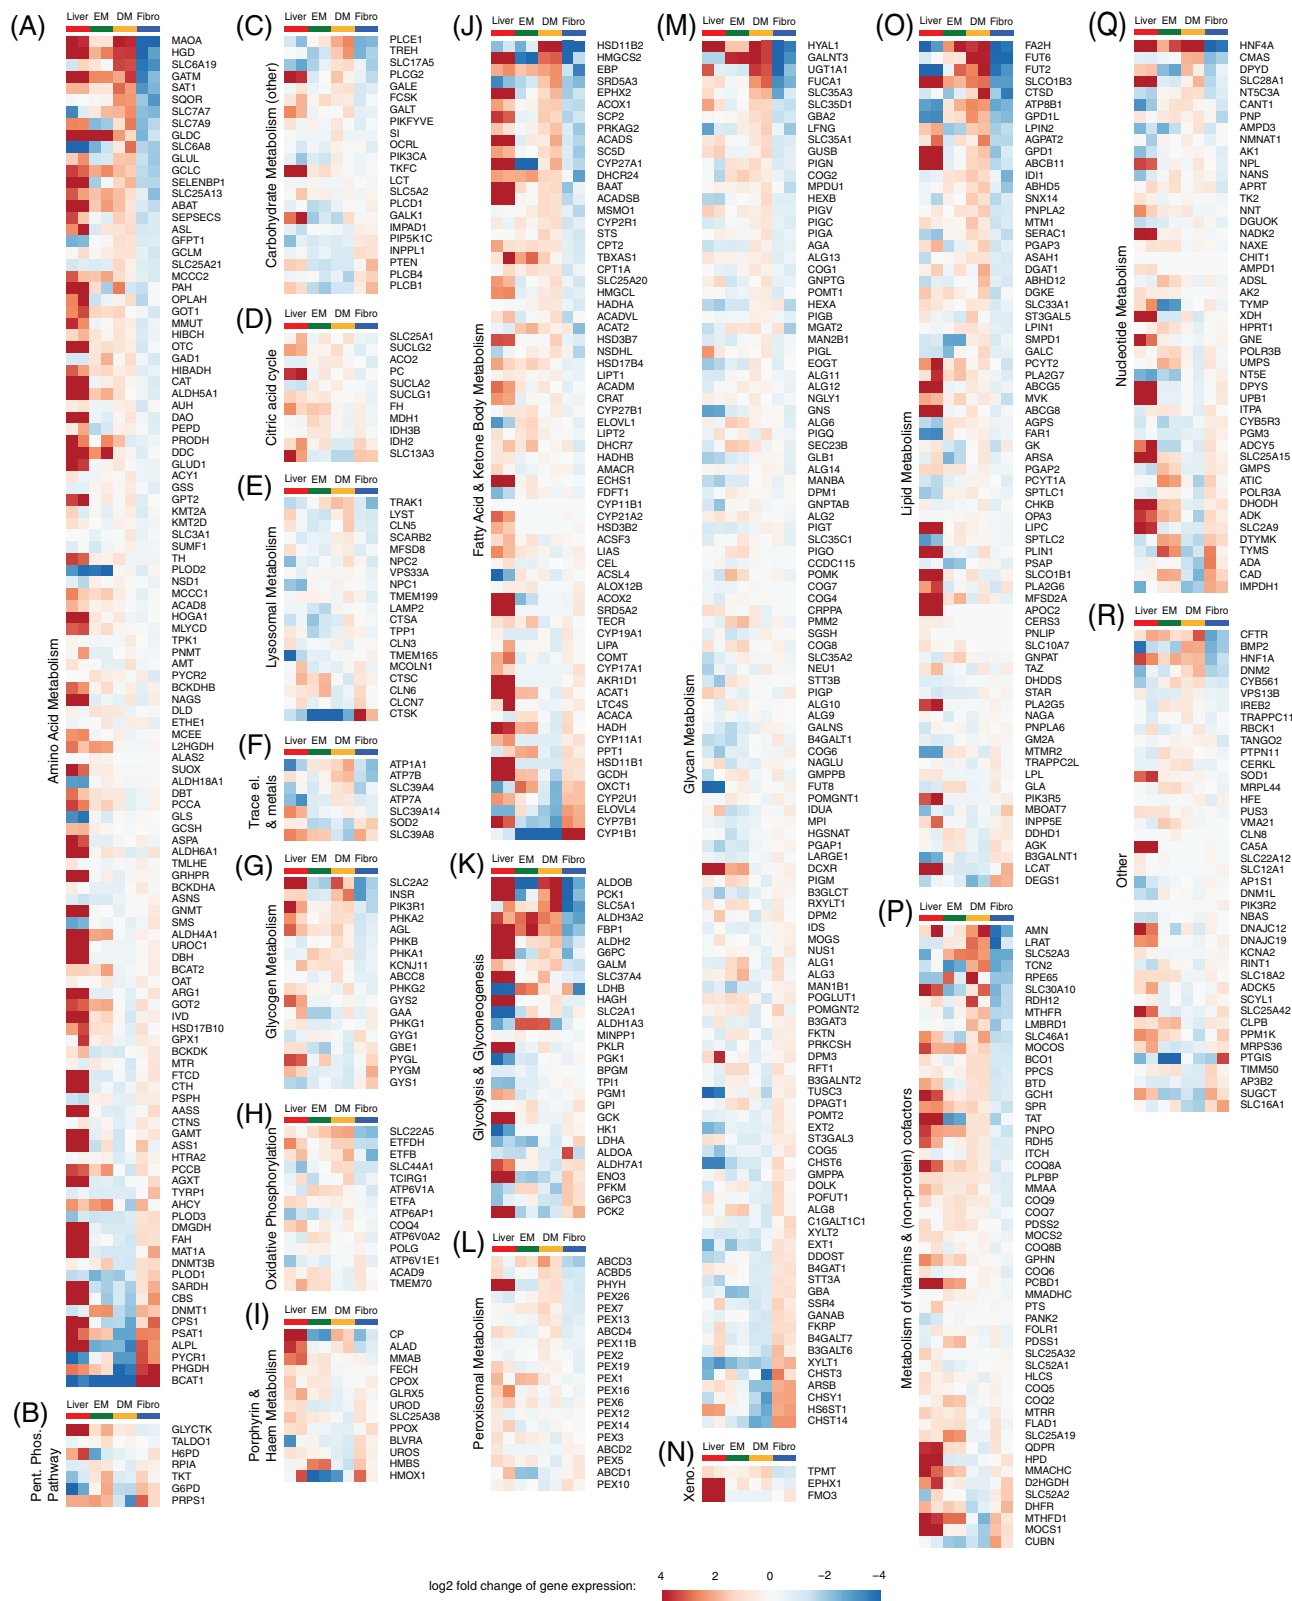 (A)
Liver EM DM Fibro
Amino Acid Metabolism
MAOA
HGD
SLC6A19
GATM
SAT1
SQOR
SLC7A7
SLC7A9
GLDC
SLC6A8
GLUL
GCLC
SELENBP1
SLC25A13
ABAT
SEPSECS
ASL
GFPT1
GCLM
SLC25A21
MCCC2
PAH
OPLAH
GOT1
MMUT
HIBCH
OTC
GAD1
HIBADH
CAT
ALDH5A1
AUH
DAO
PEPD
PRODH
DDC
GLUD1
ACY1
GSS
GPT2
KMT2A
KMT2D
SLC3A1
SUMF1
TH
PLOD2
NSD1
MCCC1
ACAD8
HOGA1
MLYCD
TPK1
PNMT
AMT
PYCR2
BCKDHB
NAGS
DLD
ETHE1
MCEE
L2HGDH
ALAS2
SUOX
ALDH18A1
DBT
PCCA
GLS
GCSH
ASPA
ALDH6A1
TMLHE
GRHPR
BCKDHA
ASNS
GNMT
SMS
ALDH4A1
UROC1
DBH
BCAT2
OAT
ARG1
GOT2
IVD
HSD17B10
GPX1
BCKDK
MTR
FTCD
CTH
PSPH
AASS
CTNS
GAMT
ASS1
HTRA2
PCCB
AGXT
TYRP1
AHCY
PLOD3
DMGDH
FAH
MAT1A
DNMT3B
PLOD1
SARDH
CBS
DNMT1
CPS1
PSAT1
ALPL
PYCR1
PHGDH
BCAT1
(B)
Liver EM DM Fibro
Pent. Phos.
Pathway
GLYCTK
TALDO1
H6PD
RPIA
TKT
G6PD
PRPS1
(C)
Liver EM DM Fibro
Carbohydrate Metabolism (other)
PLCE1
TREH
SLC17A5
PLCG2
GALE
FCSK
GALT
PIKFYVE
SI
OCRL
PIK3CA
TKFC
LCT
SLC5A2
PLCD1
GALK1
IMPAD1
PIP5K1C
INPPL1
PTEN
PLCB4
PLCB1
(D)
Liver EM DM Fibro
Citric acid cycle
SLC25A1
SUCLG2
ACO2
PC
SUCLA2
SUCLG1
FH
MDH1
IDH3B
IDH2
SLC13A3
(E)
Liver EM DM Fibro
Lysosomal Metabolism
TRAK1
LYST
CLN5
SCARB2
MFSD8
NPC2
VPS33A
NPC1
TMEM199
LAMP2
CTSA
TPP1
CLN3
TMEM165
MCOLN1
CTSC
CLN6
CLCN7
CTSK
(F)
Liver EM DM Fibro
Trace el.
& metals
ATP1A1
ATP7B
SLC39A4
ATP7A
SLC39A14
SOD2
SLC39A8
(G)
Liver EM DM Fibro
Glycogen Metabolism
SLC2A2
INSR
PIK3R1
PHKA2
AGL
PHKB
PHKA1
KCNJ11
ABCC8
PHKG2
GYS2
GAA
PHKG1
GYG1
GBE1
PYGL
PYGM
GYS1
(H)
Liver EM DM Fibro
Oxidative Phosphorylation
SLC22A5
ETFDH
ETFB
SLC44A1
TCIRG1
ATP6V1A
ETFA
ATP6AP1
COQ4
ATP6V0A2
POLG
ATP6V1E1
ACAD9
TMEM70
(I)
Liver EM DM Fibro
Porphyrin &
Haem Metabolism
CP
ALAD
MMAB
FECH
CPOX
GLRX5
UROD
SLC25A38
PPOX
BLVRA
UROS
HMBS
HMOX1
(J)
Liver EM DM Fibro
Fatty Acid & Ketone Body Metabolism
HSD11B2
HMGCS2
EBP
SRD5A3
EPHX2
ACOX1
SCP2
PRKAG2
ACADS
SC5D
CYP27A1
DHCR24
BAAT
ACADSB
MSMO1
CYP2R1
STS
CPT2
TBXAS1
CPT1A
SLC25A20
HMGCL
HADHA
ACADVL
ACAT2
HSD3B7
NSDHL
HSD17B4
LIPT1
ACADM
CRAT
CYP27B1
ELOVL1
LIPT2
DHCR7
HADHB
AMACR
ECHS1
FDFT1
CYP11B1
CYP21A2
HSD3B2
ACSF3
LIAS
CEL
ACSL4
ALOX12B
ACOX2
SRD5A2
TECR
CYP19A1
LIPA
COMT
CYP17A1
AKR1D1
ACAT1
LTC4S
ACACA
HADH
CYP11A1
PPT1
HSD11B1
GCDH
OXCT1
CYP2U1
ELOVL4
CYP7B1
CYP1B1
(K)
Liver EM DM Fibro
Glycolysis & Glyconeogenesis
ALDOB
PCK1
SLC5A1
ALDH3A2
FBP1
ALDH2
G6PC
GALM
SLC37A4
LDHB
HAGH
SLC2A1
ALDH1A3
MINPP1
PKLR
PGK1
BPGM
TPI1
PGM1
GPI
GCK
HK1
LDHA
ALDOA
ALDH7A1
ENO3
PFKM
G6PC3
PCK2
(L)
Liver EM DM Fibro
Peroxisomal Metabolism
ABCD3
ACBD5
PHYH
PEX26
PEX7
PEX13
ABCD4
PEX11B
PEX2
PEX19
PEX1
PEX16
PEX6
PEX12
PEX14
PEX3
ABCD2
PEX5
ABCD1
PEX10
(M)
Liver EM DM Fibro
Glycan Metabolism
HYAL1
GALNT3
UGT1A1
FUCA1
SLC35A3
SLC35D1
GBA2
LFNG
SLC35A1
GUSB
PIGN
COG2
MPDU1
HEXB
PIGV
PIGC
PIGA
AGA
ALG13
COG1
GNPTG
POMT1
HEXA
PIGB
MGAT2
MAN2B1
PIGL
EOGT
ALG11
ALG12
NGLY1
GNS
ALG6
PIGQ
SEC23B
GLB1
ALG14
MANBA
DPM1
GNPTAB
ALG2
PIGT
SLC35C1
PIGO
CCDC115
POMK
COG7
COG4
CRPPA
PMM2
SGSH
COG8
SLC35A2
NEU1
STT3B
PIGP
ALG10
ALG9
GALNS
B4GALT1
COG6
NAGLU
GMPPB
FUT8
POMGNT1
IDUA
MPI
HGSNAT
PGAP1
LARGE1
DCXR
PIGM
B3GLCT
RXYLT1
DPM2
IDS
MOGS
NUS1
ALG1
ALG3
MAN1B1
POGLUT1
POMGNT2
B3GAT3
FKTN
PRKCSH
DPM3
RFT1
B3GALNT2
TUSC3
DPAGT1
POMT2
EXT2
ST3GAL3
COG5
CHST6
GMPPA
DOLK
POFUT1
ALG8
C1GALT1C1
XYLT2
EXT1
DDOST
B4GAT1
STT3A
GBA
SSR4
GANAB
FKRP
B4GALT7
B3GALT6
XYLT1
CHST3
ARSB
CHSY1
HS6ST1
CHST14
(N)
Liver EM DM Fibro
Xeno.
TPMT
EPHX1
FMO3
(O)
Liver EM DM Fibro
Lipid Metabolism
FA2H
FUT6
FUT2
SLCO1B3
CTSD
ATP8B1
GPD1L
LPIN2
AGPAT2
GPD1
ABCB11
IDI1
ABHD5
SNX14
PNPLA2
MTM1
SERAC1
PGAP3
ASAH1
DGAT1
ABHD12
DGKE
SLC33A1
ST3GAL5
LPIN1
SMPD1
GALC
PCYT2
PLA2G7
ABCG5
MVK
ABCG8
AGPS
FAR1
GK
ARSA
PGAP2
PCYT1A
SPTLC1
CHKB
OPA3
LIPC
SPTLC2
PLIN1
PSAP
SLCO1B1
PLA2G6
MFSD2A
APOC2
CERS3
PNLIP
SLC10A7
GNPAT
TAZ
DHDDS
STAR
PLA2G5
NAGA
PNPLA6
GM2A
MTMR2
TRAPPC2L
LPL
GLA
PIK3R5
MBOAT7
INPP5E
DDHD1
AGK
B3GALNT1
LCAT
DEGS1
(P)
Liver EM DM Fibro
Metabolism of vitamins & (non-protein) cofactors
AMN
LRAT
SLC52A3
TCN2
RPE65
SLC30A10
RDH12
MTHFR
LMBRD1
SLC46A1
MOCOS
BCO1
PPCS
BTD
GCH1
SPR
TAT
PNPO
RDH5
ITCH
COQ8A
PLPBP
MMAA
COQ9
COQ7
PDSS2
MOCS2
COQ8B
GPHN
COQ6
PCBD1
MMADHC
PTS
PANK2
FOLR1
PDSS1
SLC25A32
SLC52A1
HLCS
COQ5
COQ2
MTRR
FLAD1
SLC25A19
QDPR
HPD
MMACHC
D2HGDH
SLC52A2
DHFR
MTHFD1
MOCS1
CUBN
(Q)
Liver EM DM Fibro
Nucleotide Metabolism
HNF4A
CMAS
DPYD
SLC28A1
NT5C3A
CANT1
PNP
AMPD3
NMNAT1
AK1
NPL
NANS
APRT
TK2
NNT
DGUOK
NADK2
NAXE
CHIT1
AMPD1
ADSL
AK2
TYMP
XDH
HPRT1
GNE
POLR3B
UMPS
NT5E
DPYS
UPB1
ITPA
CYB5R3
PGM3
ADCY5
SLC25A15
GMPS
ATIC
POLR3A
DHODH
ADK
SLC2A9
DTYMK
TYMS
ADA
CAD
IMPDH1
(R)
Liver EM DM Fibro
Other
CFTR
BMP2
HNF1A
DNM2
CYB561
VPS13B
IREB2
TRAPPC11
RBCK1
TANGO2
PTPN11
CERKL
SOD1
MRPL44
HFE
PUS3
VMA21
CLN8
CA5A
SLC22A12
SLC12A1
AP1S1
DNM1L
PIK3R2
NBAS
DNAJC12
DNAJC19
KCNA2
RINT1
SLC18A2
ADCK5
SCYL1
SLC25A42
CLPB
PPM1K
MRPS36
PTGIS
TIMM50
AP3B2
SUGCT
SLC16A1
log2 fold change of gene expression:
4 2 0 -2 -4